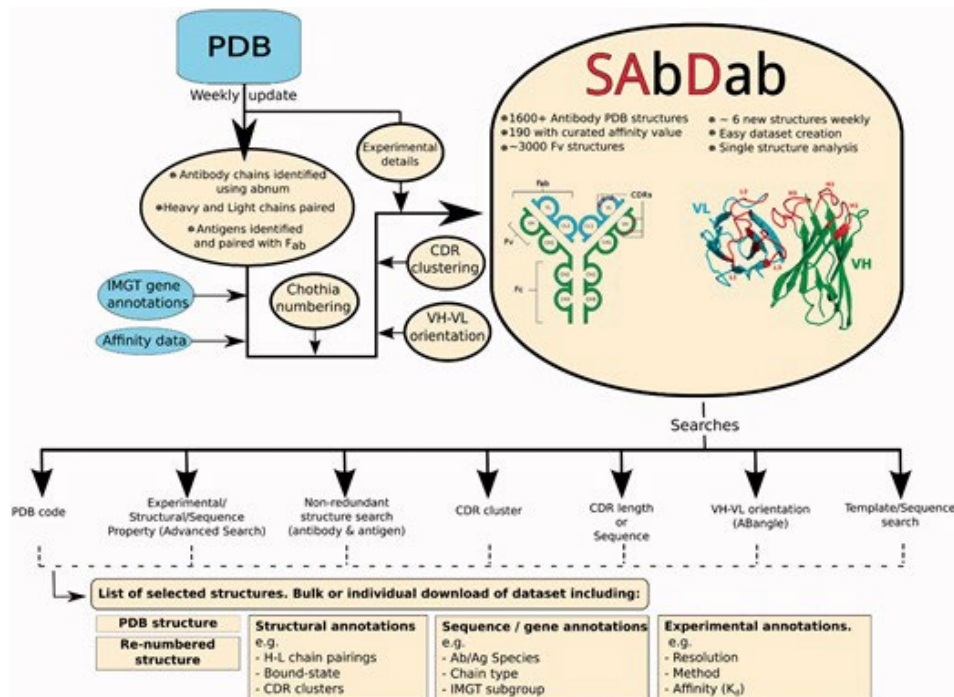 PDB
Weekly update
Experimental
details
Antibody chains identified
using abnum
Heavy and Light chains paired
Antigens identified
and paired with Fab
IMGT gene
annotations
Affinity data
Chothia
numbering
CDR
clustering
VH-VL
orientation
SAbDab
1600+ Antibody PDB structures
190 with curated affinity value
~3000 Fv structures
~ 6 new structures weekly
Easy dataset creation
Single structure analysis
Fab
CDRs
Fv
Fc
VL
VH
L3
L1
H1
Searches
PDB code
Experimental/
Structural/Sequence
Property (Advanced Search)
Non-redundant
structure search
(antibody & antigen)
CDR cluster
CDR length
or
Sequence
VH-VL orientation
(ABangle)
Template/Sequence
search
List of selected structures. Bulk or individual download of dataset including:
PDB structure
Re-numbered
structure
Structural annotations
e.g.
- H-L chain pairings
- Bound-state
- CDR clusters
Sequence / gene annotations
e.g.
- Ab/Ag Species
- Chain type
- IMGT subgroup
Experimental annotations.
e.g.
- Resolution
- Method
- Affinity (Kd)